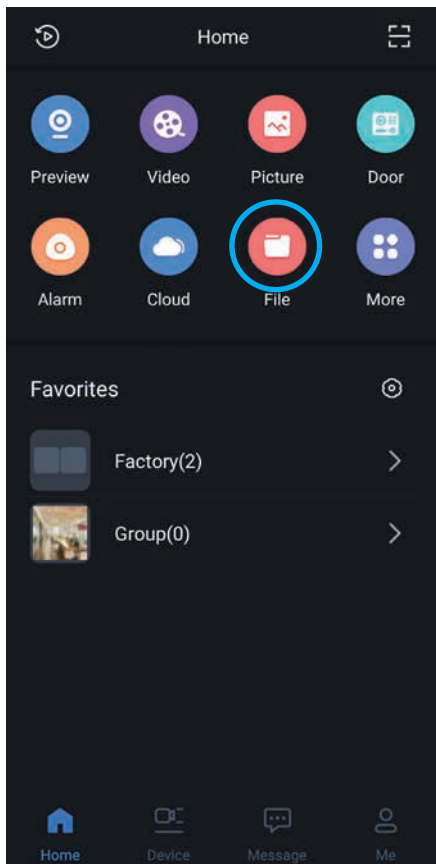 Home
Preview Video Picture Door
Alarm Cloud File More
Favorites
Factory(2)
Group(0)
Home Device Message Me